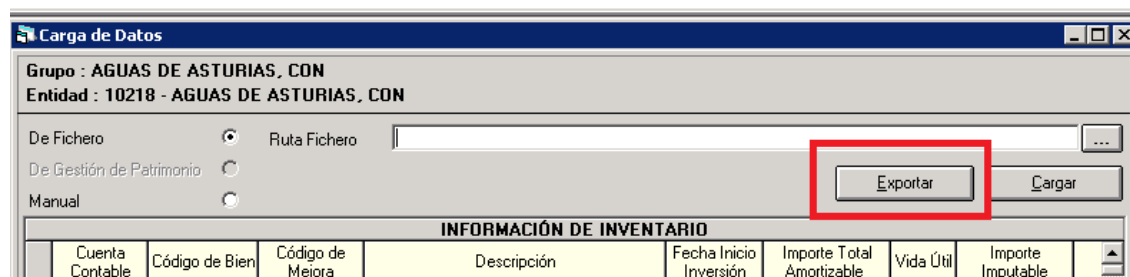 Carga de Datos
Grupo : AGUAS DE ASTURIAS, CON
Entidad : 10218 - AGUAS DE ASTURIAS, CON
De Fichero Ruta Fichero ...
De Gestión de Patrimonio Exportar Cargar
Manual
INFORMACIÓN DE INVENTARIO
Cuenta Contable Código de Bien Código de Mejora Descripción Fecha Inicio Inversión Importe Total Amortizable Vida Útil Importe Imputable